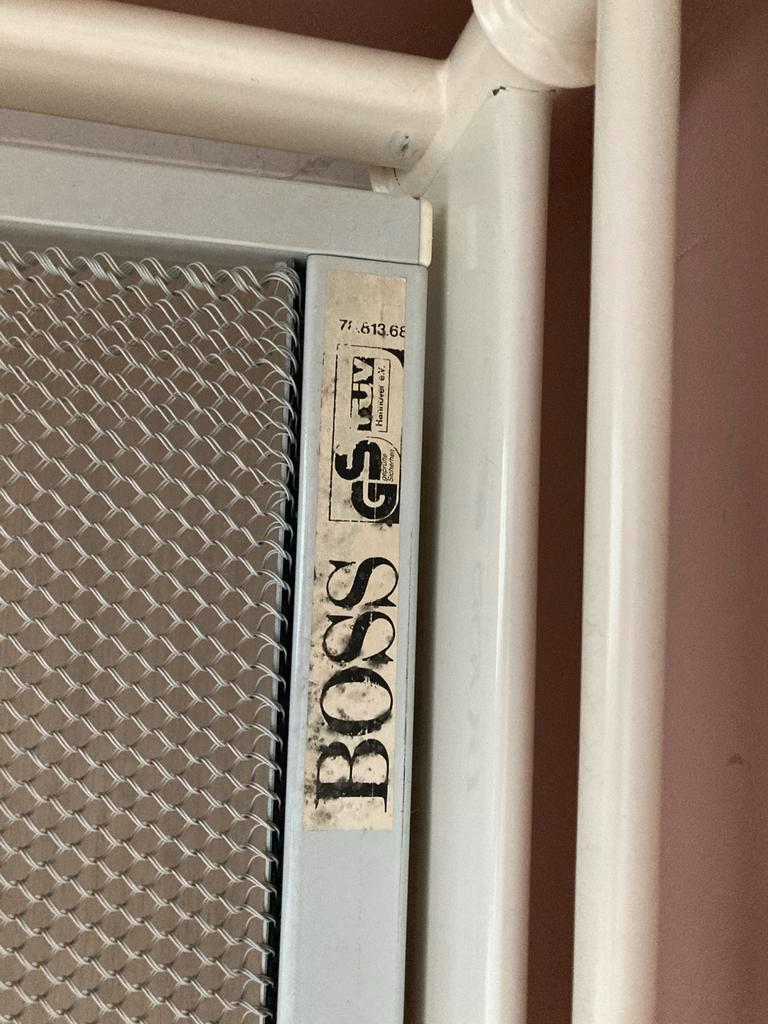 BOSS
GS
geprüfte
Sicherheit
TÜV
Hannover e.V.